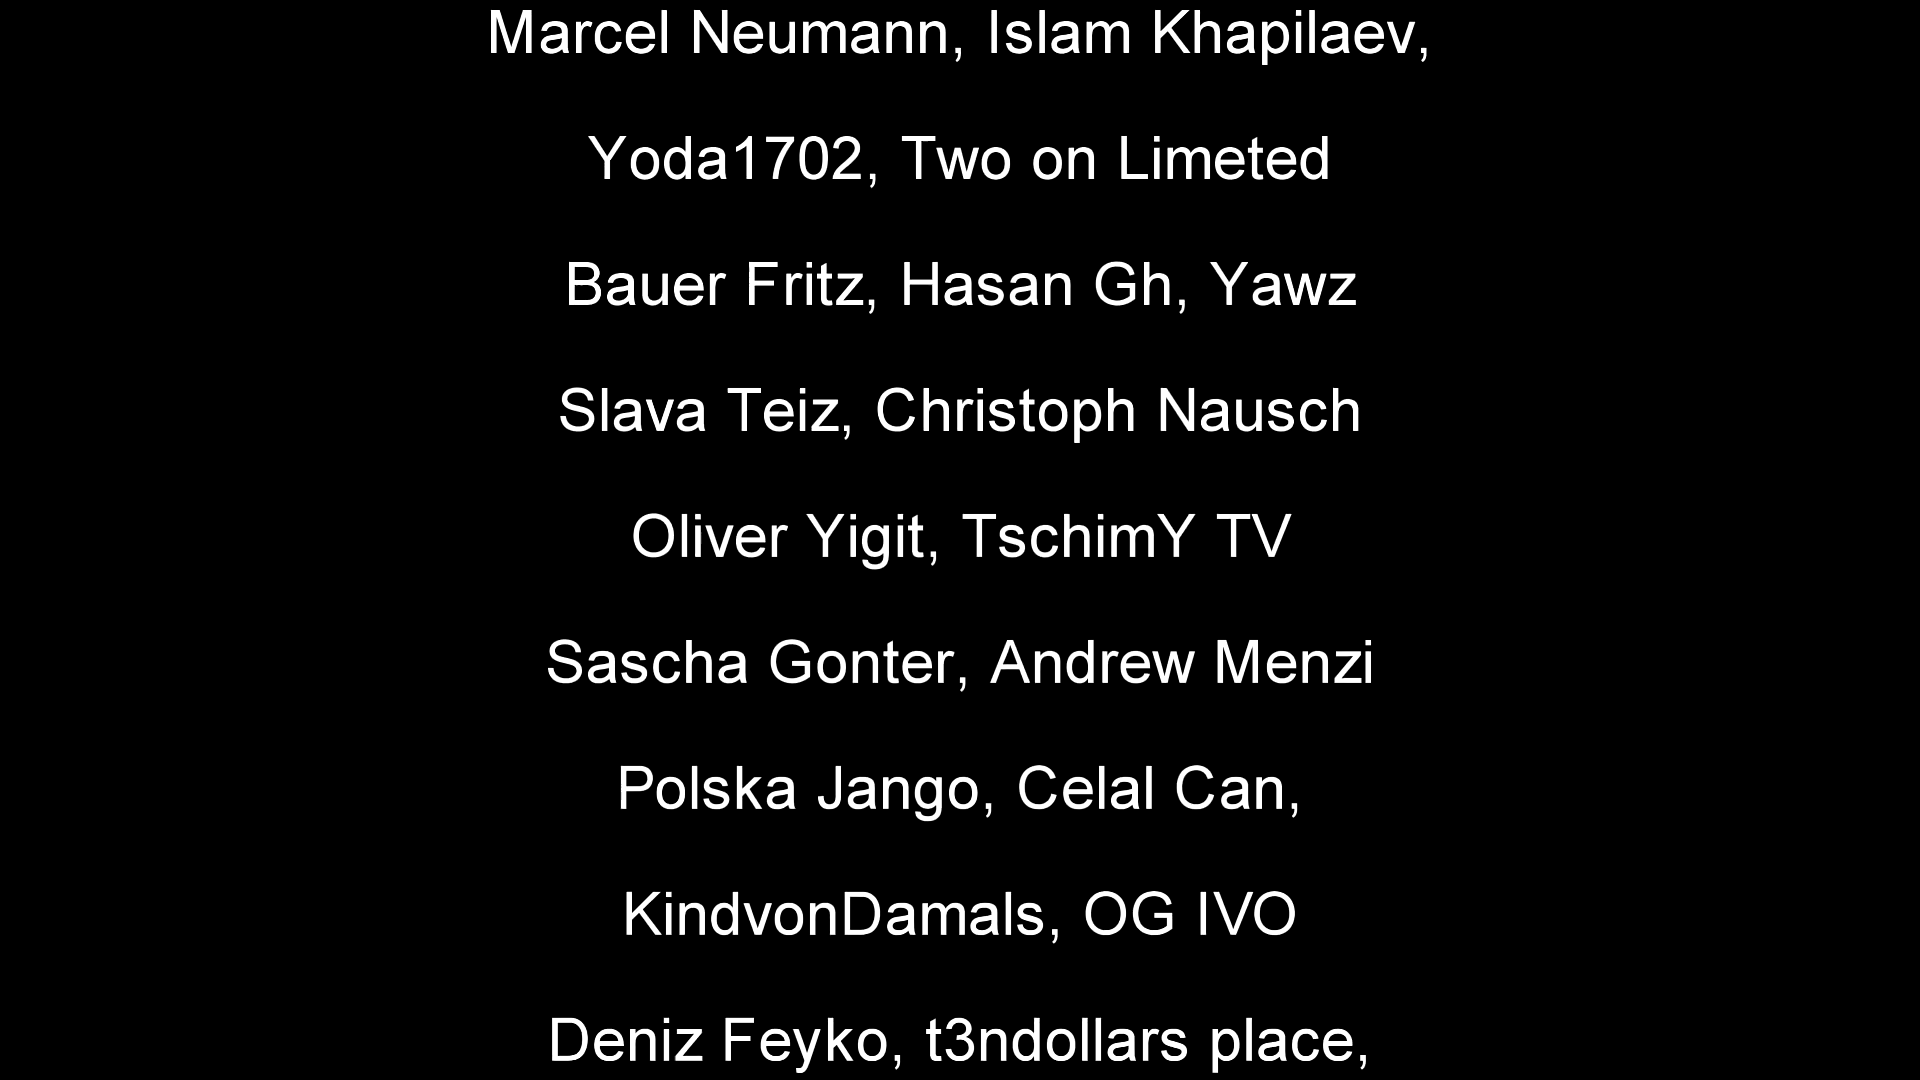 Marcel Neumann, Islam Khapilaev,
Yoda1702, Two on Limeted
Bauer Fritz, Hasan Gh, Yawz
Slava Teiz, Christoph Nausch
Oliver Yigit, TschimY TV
Sascha Gonter, Andrew Menzi
Polska Jango, Celal Can,
KindvonDamals, OG IVO
Deniz Feyko, t3ndollars place,